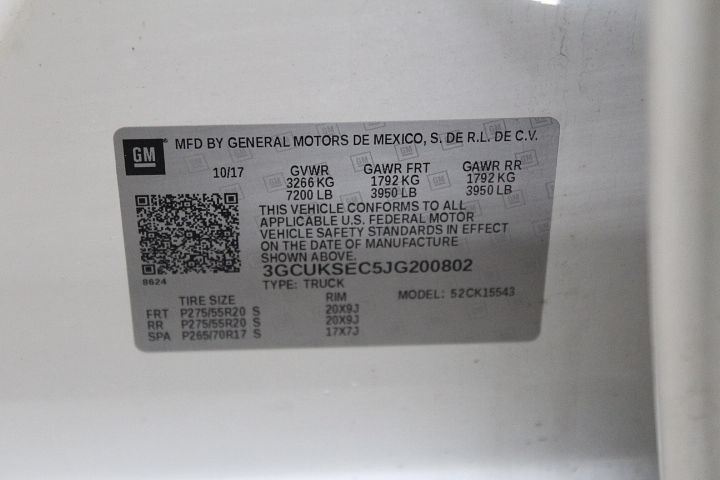 GM MFD BY GENERAL MOTORS DE MEXICO, S. DE R.L. DE C.V.
10/17 GVWR GAWR FRT GAWR RR
3266 KG 1792 KG 1792 KG
7200 LB 3950 LB 3950 LB
THIS VEHICLE CONFORMS TO ALL
APPLICABLE U.S. FEDERAL MOTOR
VEHICLE SAFETY STANDARDS IN EFFECT
ON THE DATE OF MANUFACTURE
SHOWN ABOVE.
3GCUKSEC5JG200802
8624
TYPE: TRUCK
MODEL: 52CK15543
TIRE SIZE RIM
FRT P275/55R20 S 20X9J
RR P275/55R20 S 20X9J
SPA P265/70R17 S 17X7J